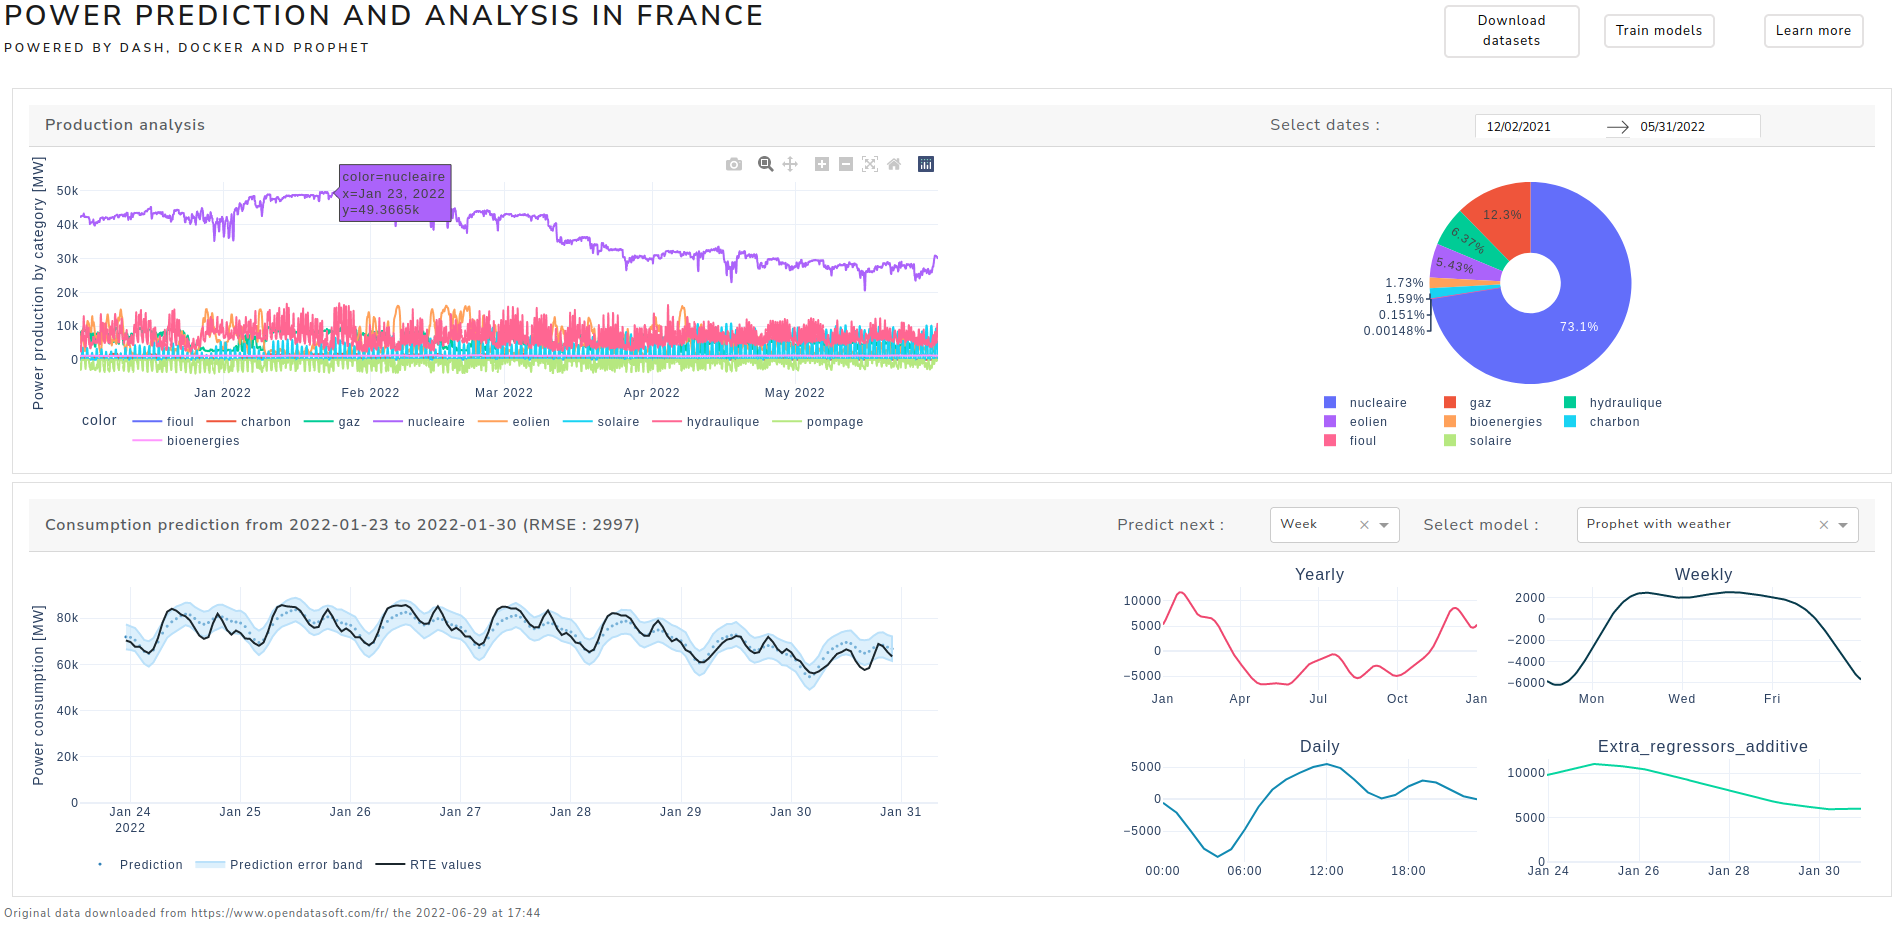 POWER PREDICTION AND ANALYSIS IN FRANCE
POWERED BY DASH, DOCKER AND PROPHET
Download
datasets
Train models
Learn more
Production analysis
Select dates :
12/02/2021
05/31/2022
Power production by category [MW]
50k
40k
30k
20k
10k
0
color=nucleaire
x=Jan 23, 2022
y=49.3665k
Jan 2022
Feb 2022
Mar 2022
Apr 2022
May 2022
color
fioul
charbon
gaz
nucleaire
eolien
solaire
hydraulique
pompage
bioenergies
12.3%
6.37%
5.43%
1.73%
1.59%
0.151%
0.00148%
73.1%
nucleaire
gaz
hydraulique
eolien
bioenergies
charbon
fioul
solaire
Consumption prediction from 2022-01-23 to 2022-01-30 (RMSE : 2997)
Predict next :
Week
Select model :
Prophet with weather
Power consumption [MW]
80k
60k
40k
20k
0
Jan 24
2022
Jan 25
Jan 26
Jan 27
Jan 28
Jan 29
Jan 30
Jan 31
Prediction
Prediction error band
RTE values
Yearly
10000
5000
0
−5000
Jan
Apr
Jul
Oct
Jan
Weekly
2000
0
−2000
−4000
−6000
Mon
Wed
Fri
Daily
5000
0
−5000
00:00
06:00
12:00
18:00
Extra_regressors_additive
10000
5000
0
Jan 24
Jan 26
Jan 28
Jan 30
Original data downloaded from https://www.opendatasoft.com/fr/ the 2022-06-29 at 17:44